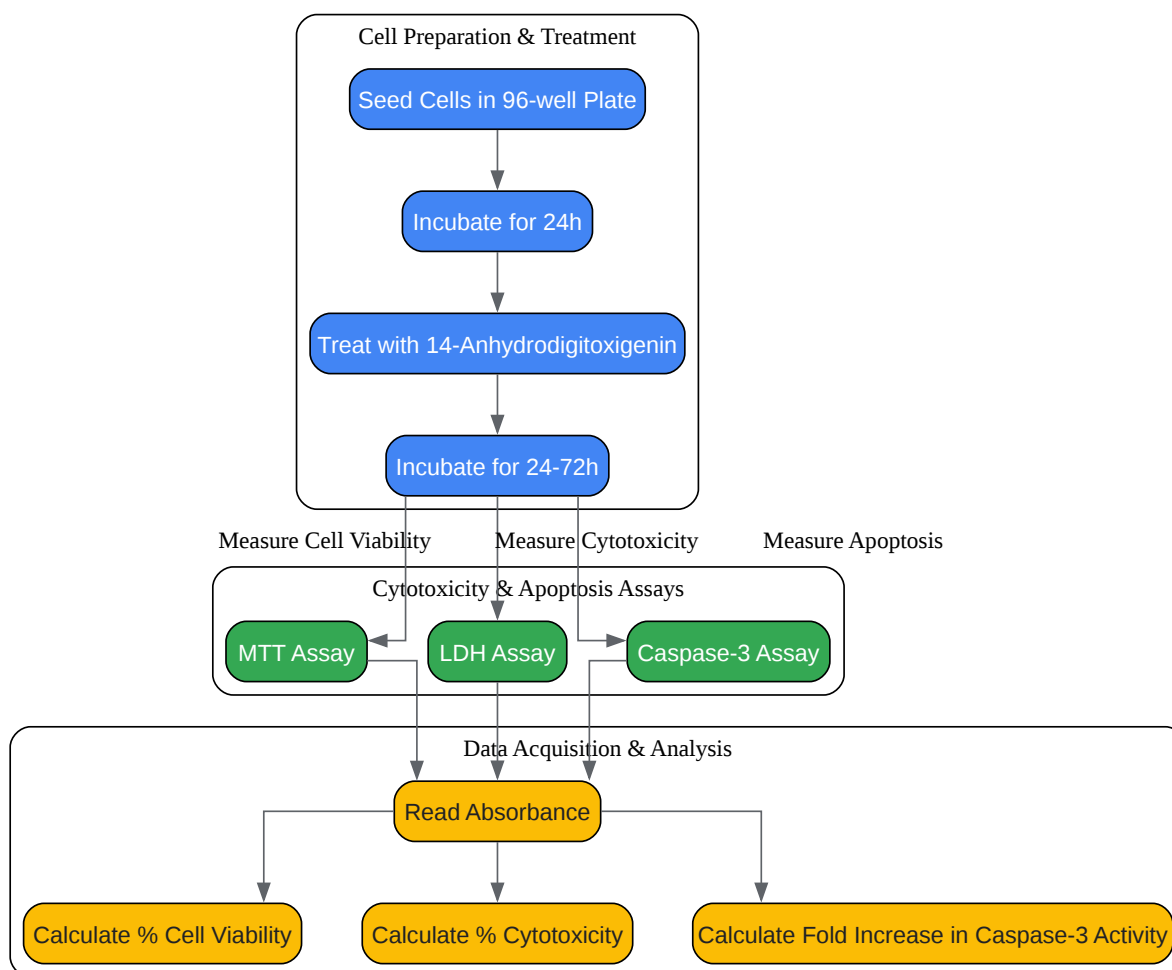 Cell Preparation & Treatment
Seed Cells in 96-well Plate
Incubate for 24h
Treat with 14-Anhydrodigitoxigenin
Incubate for 24-72h
Measure Cell Viability
Measure Cytotoxicity
Measure Apoptosis
Cytotoxicity & Apoptosis Assays
MTT Assay
LDH Assay
Caspase-3 Assay
Data Acquisition & Analysis
Read Absorbance
Calculate % Cell Viability
Calculate % Cytotoxicity
Calculate Fold Increase in Caspase-3 Activity